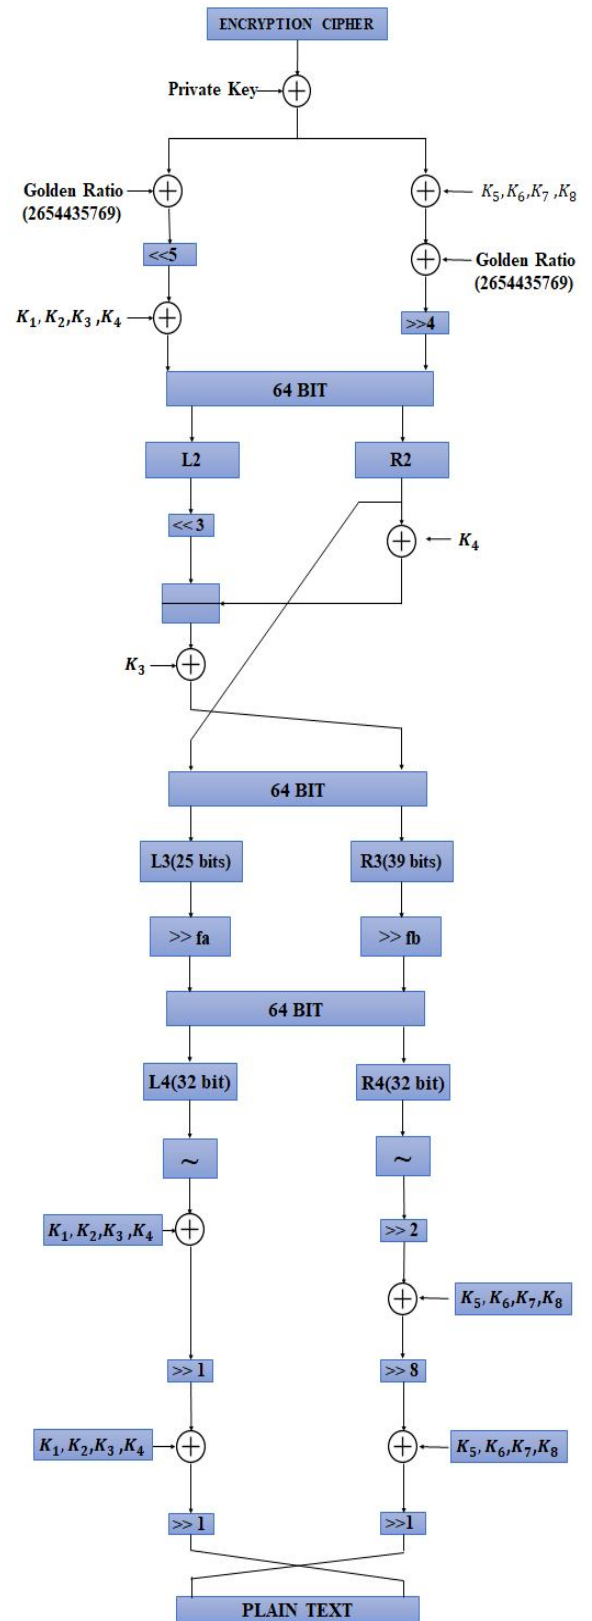 ENCRYPTION CIPHER
Private Key
Golden Ratio
(2654435769)
K5,K6,K7 ,K8
<<5
Golden Ratio
(2654435769)
K1,K2,K3 ,K4
>>4
64 BIT
L2
R2
<<3
K4
K3
64 BIT
L3(25 bits)
R3(39 bits)
>> fa
>> fb
64 BIT
L4(32 bit)
R4(32 bit)
~
~
K1,K2,K3 ,K4
>> 2
K5,K6,K7,K8
>> 1
>> 8
K1,K2,K3 ,K4
K5,K6,K7,K8
>> 1
>>1
PLAIN TEXT